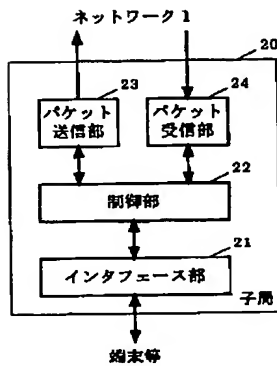 ネットワーク1
20
23
24
パケット
送信部
パケット
受信部
22
制御部
21
インタフェース部
子局
端末等